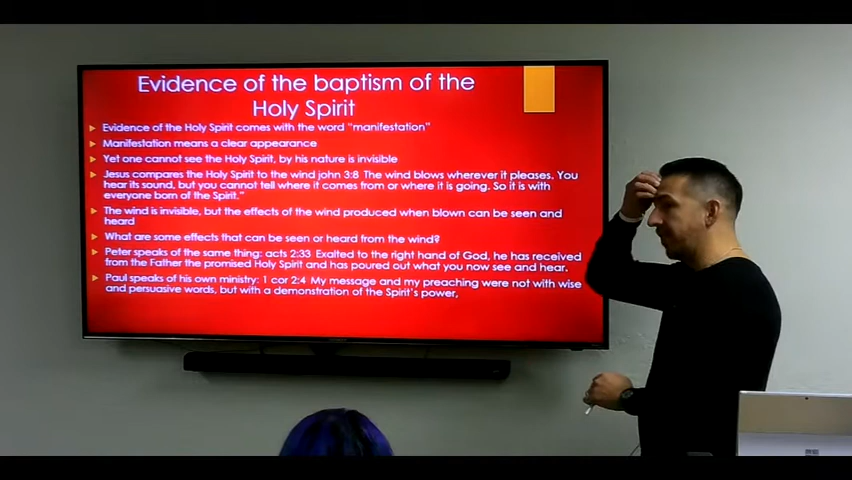 Evidence of the baptism of the
Holy Spirit
Evidence of the Holy Spirit comes with the word "manifestation"
Manifestation means a clear appearance
Yet one cannot see the Holy Spirit, by his nature is invisible
Jesus compares the Holy Spirit to the wind john 3:8 The wind blows wherever it pleases. You
hear its sound, but you cannot tell where it comes from or where it is going. So it is with
everyone born of the Spirit."
The wind is invisible, but the effects of the wind produced when blown can be seen and
heard
What are some effects that can be seen or heard from the wind?
Peter speaks of the same thing: acts 2:33 Exalted to the right hand of God, he has received
from the Father the promised Holy Spirit and has poured out what you now see and hear.
Paul speaks of his own ministry: 1 cor 2:4 My message and my preaching were not with wise
and persuasive words, but with a demonstration of the Spirit's power,